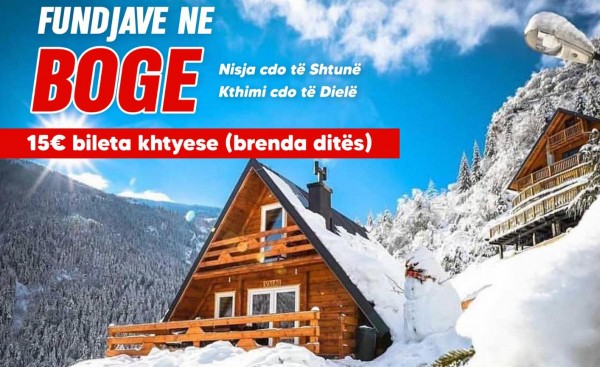 FUNDJAVE NE
BOGE
Nisja cdo të Shtunë
Kthimi cdo të Dielë
15€ bileta khtyese (brenda ditës)